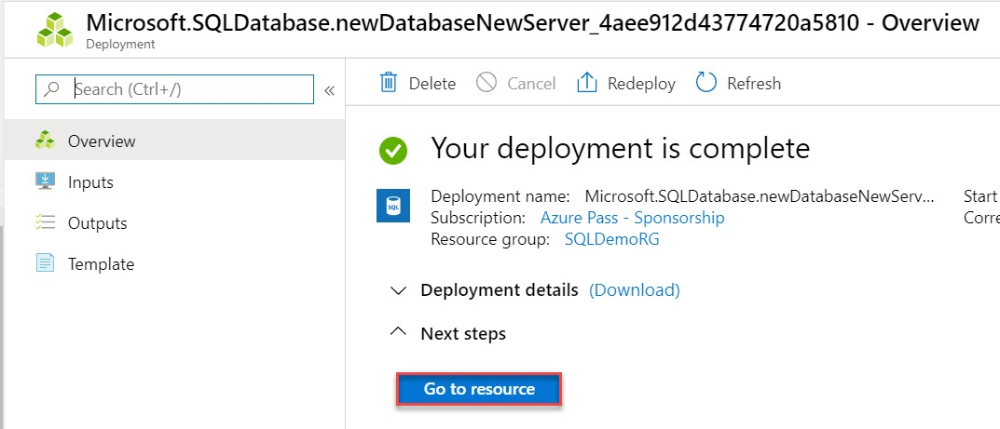 Microsoft.SQLDatabase.newDatabaseNewServer_4aee912d43774720a5810 - Overview
Deployment
Search (Ctrl+/)
«
Delete
Cancel
Redeploy
Refresh
Overview
Inputs
Outputs
Template
Your deployment is complete
SQL
Deployment name: Microsoft.SQLDatabase.newDatabaseNewServ...
Start
Subscription: Azure Pass - Sponsorship
Corre
Resource group: SQLDemoRG
Deployment details (Download)
Next steps
Go to resource